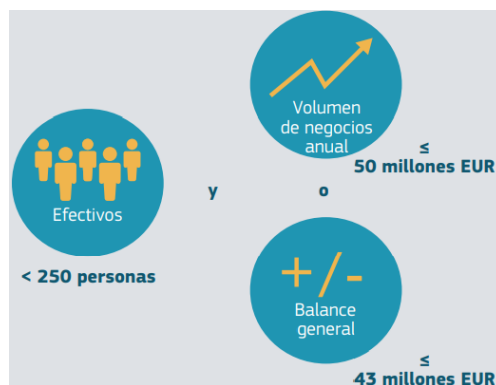 Efectivos
< 250 personas
y
Volumen
de negocios
anual
≤
50 millones EUR
o
+/-
Balance
general
≤
43 millones EUR